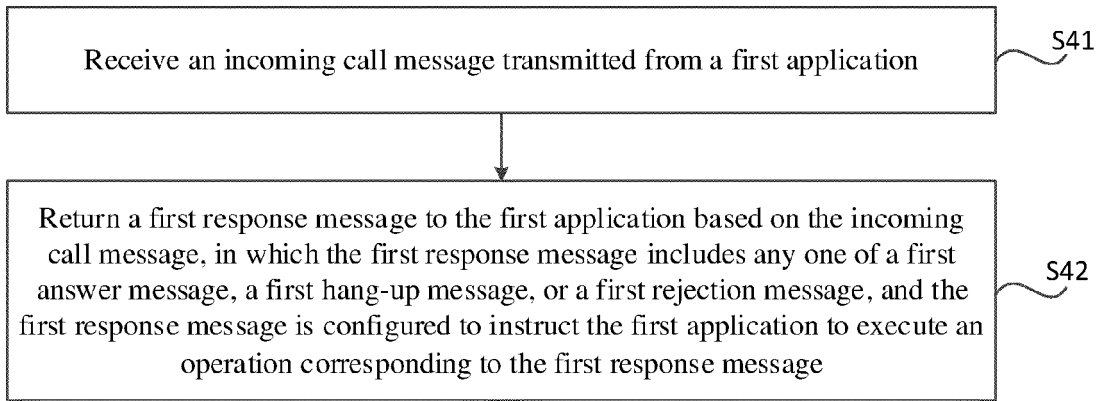 Receive an incoming call message transmitted from a first application
S41
Return a first response message to the first application based on the incoming
call message, in which the first response message includes any one of a first
answer message, a first hang-up message, or a first rejection message, and the
first response message is configured to instruct the first application to execute an
operation corresponding to the first response message
S42